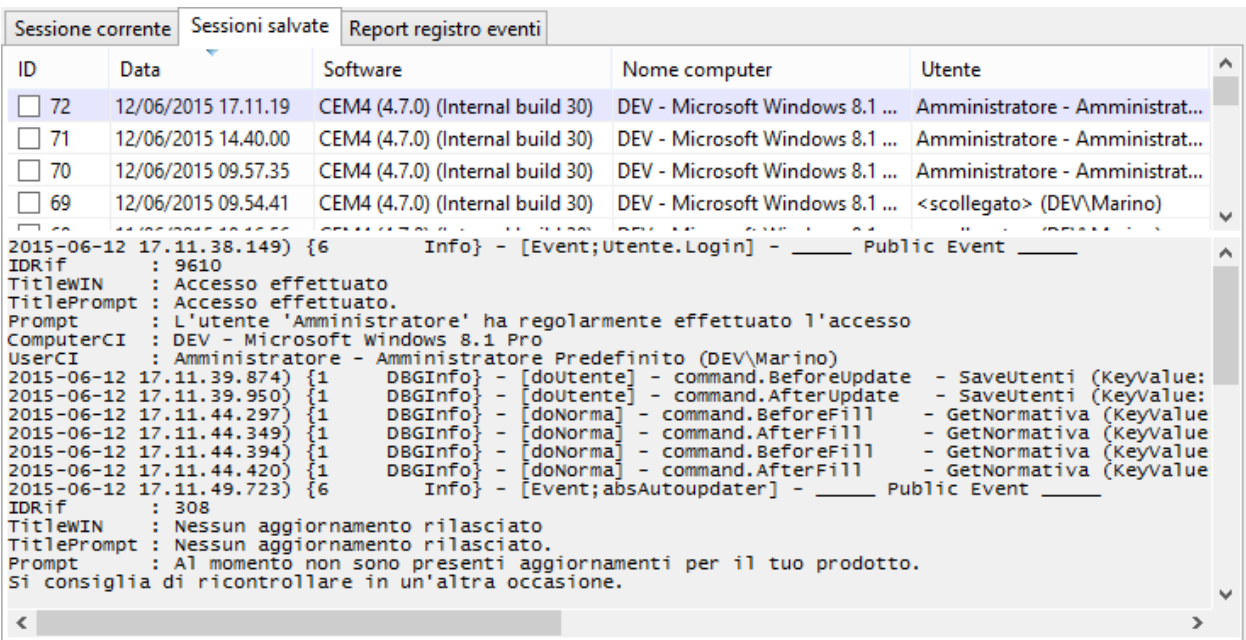 Sessione corrente Sessioni salvate Report registro eventi
ID Data Software Nome computer Utente
72 12/06/2015 17.11.19 CEM4 (4.7.0) (Internal build 30) DEV - Microsoft Windows 8.1 ... Amministratore - Amministrat...
71 12/06/2015 14.40.00 CEM4 (4.7.0) (Internal build 30) DEV - Microsoft Windows 8.1 ... Amministratore - Amministrat...
70 12/06/2015 09.57.35 CEM4 (4.7.0) (Internal build 30) DEV - Microsoft Windows 8.1 ... Amministratore - Amministrat...
69 12/06/2015 09.54.41 CEM4 (4.7.0) (Internal build 30) DEV - Microsoft Windows 8.1 ... <scollegato> (DEV\Marino)
2015-06-12 17.11.38.149) {6 Info} - [Event;Utente.Login] - _____ Public Event _____
IDRif : 9610
TitleWIN : Accesso effettuato
TitlePrompt : Accesso effettuato.
Prompt : L'utente 'Amministratore' ha regolarmente effettuato l'accesso
ComputerCI : DEV - Microsoft Windows 8.1 Pro
UserCI : Amministratore - Amministratore Predefinito (DEV\Marino)
2015-06-12 17.11.39.874) {1 DBGInfo} - [doUtente] - command.BeforeUpdate - SaveUtenti (KeyValue:
2015-06-12 17.11.39.950) {1 DBGInfo} - [doUtente] - command.AfterUpdate - SaveUtenti (KeyValue:
2015-06-12 17.11.44.297) {1 DBGInfo} - [doNorma] - command.BeforeFill - GetNormativa (KeyValue
2015-06-12 17.11.44.349) {1 DBGInfo} - [doNorma] - command.AfterFill - GetNormativa (KeyValue
2015-06-12 17.11.44.394) {1 DBGInfo} - [doNorma] - command.BeforeFill - GetNormativa (KeyValue
2015-06-12 17.11.44.420) {1 DBGInfo} - [doNorma] - command.AfterFill - GetNormativa (KeyValue
2015-06-12 17.11.49.723) {6 Info} - [Event;absAutoupdater] - _____ Public Event _____
IDRif : 308
TitleWIN : Nessun aggiornamento rilasciato
TitlePrompt : Nessun aggiornamento rilasciato.
Prompt : Al momento non sono presenti aggiornamenti per il tuo prodotto.
Si consiglia di ricontrollare in un'altra occasione.